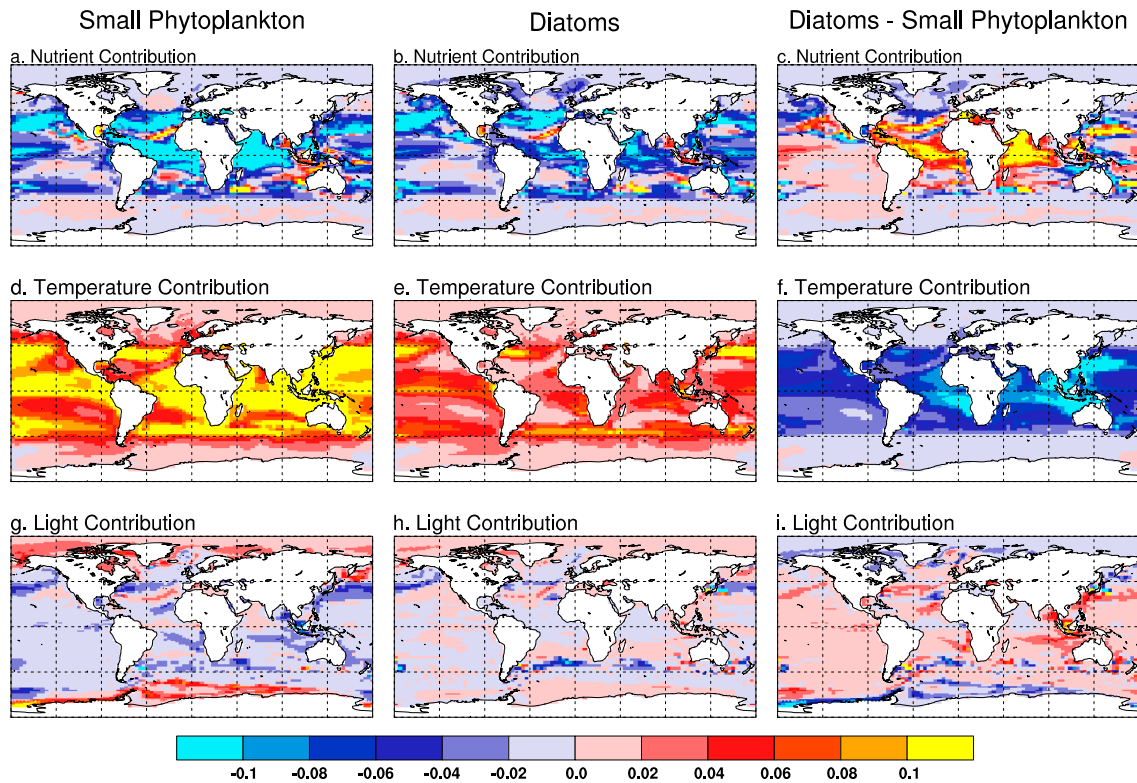 Small Phytoplankton Diatoms Diatoms - Small Phytoplankton
a. Nutrient Contribution b. Nutrient Contribution c. Nutrient Contribution
d. Temperature Contribution e. Temperature Contribution f. Temperature Contribution
g. Light Contribution h. Light Contribution i. Light Contribution
-0.1 -0.08 -0.06 -0.04 -0.02 0.0 0.02 0.04 0.06 0.08 0.1